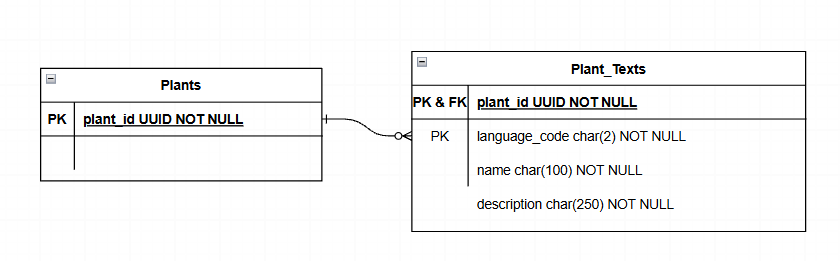 Plants
PK plant_id UUID NOT NULL
Plant_Texts
PK & FK plant_id UUID NOT NULL
PK language_code char(2) NOT NULL
name char(100) NOT NULL
description char(250) NOT NULL